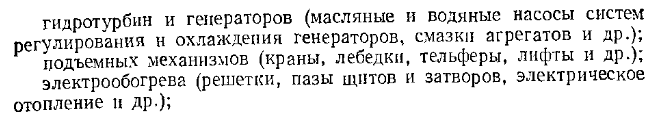 гидротурбин и генераторов (масляные и водяные насосы систем
регулирования и охлаждения генераторов, смазки агрегатов и др.);
подъемных механизмов (краны, лебедки, тельферы, лифты и др.);
электрообогрева (решетки, пазы щитов и затворов, электрическое
отопление и др.);